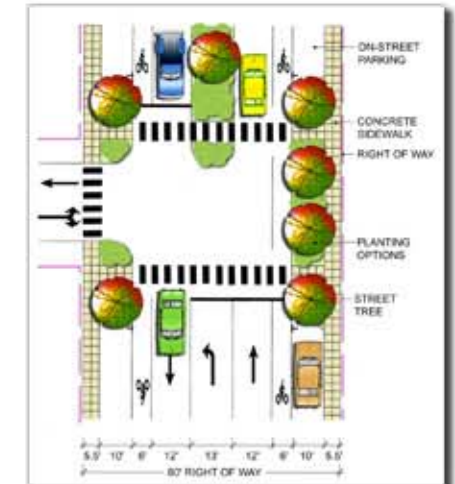 ON-STREET
PARKING
CONCRETE
SIDEWALK
RIGHT OF WAY
PLANTING
OPTIONS
STREET
TREE
5.5' 10' 6' 12' 13' 12' 6' 10' 5.5'
80' RIGHT OF WAY